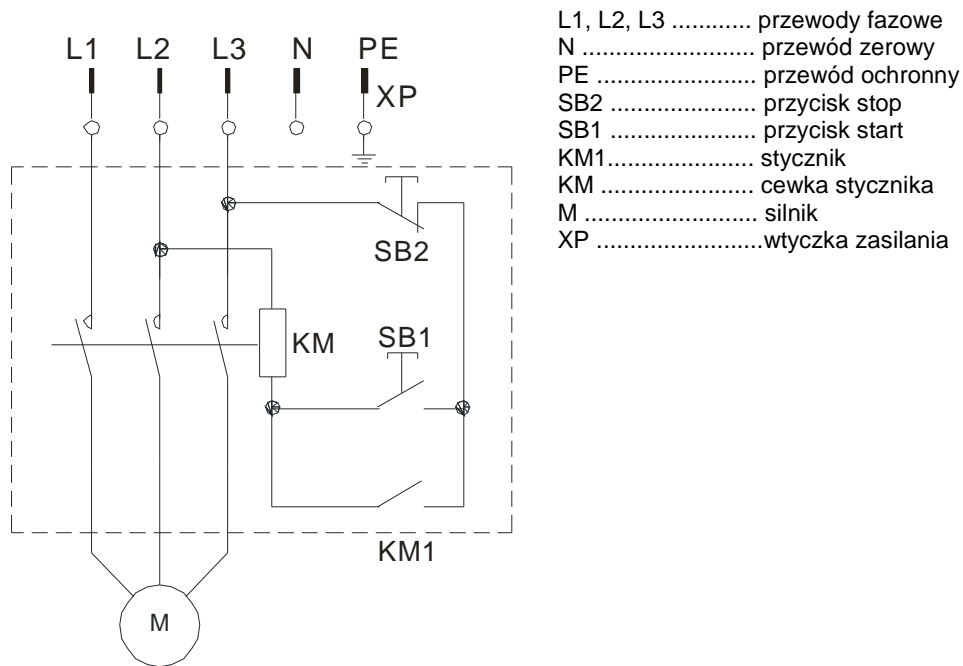 L1 L2 L3 N PE
XP
SB2
KM
SB1
KM1
M
L1, L2, L3 ............ przewody fazowe
N .......................... przewód zerowy
PE ........................ przewód ochronny
SB2 ...................... przycisk stop
SB1 ...................... przycisk start
KM1...................... stycznik
KM ....................... cewka stycznika
M .......................... silnik
XP .........................wtyczka zasilania